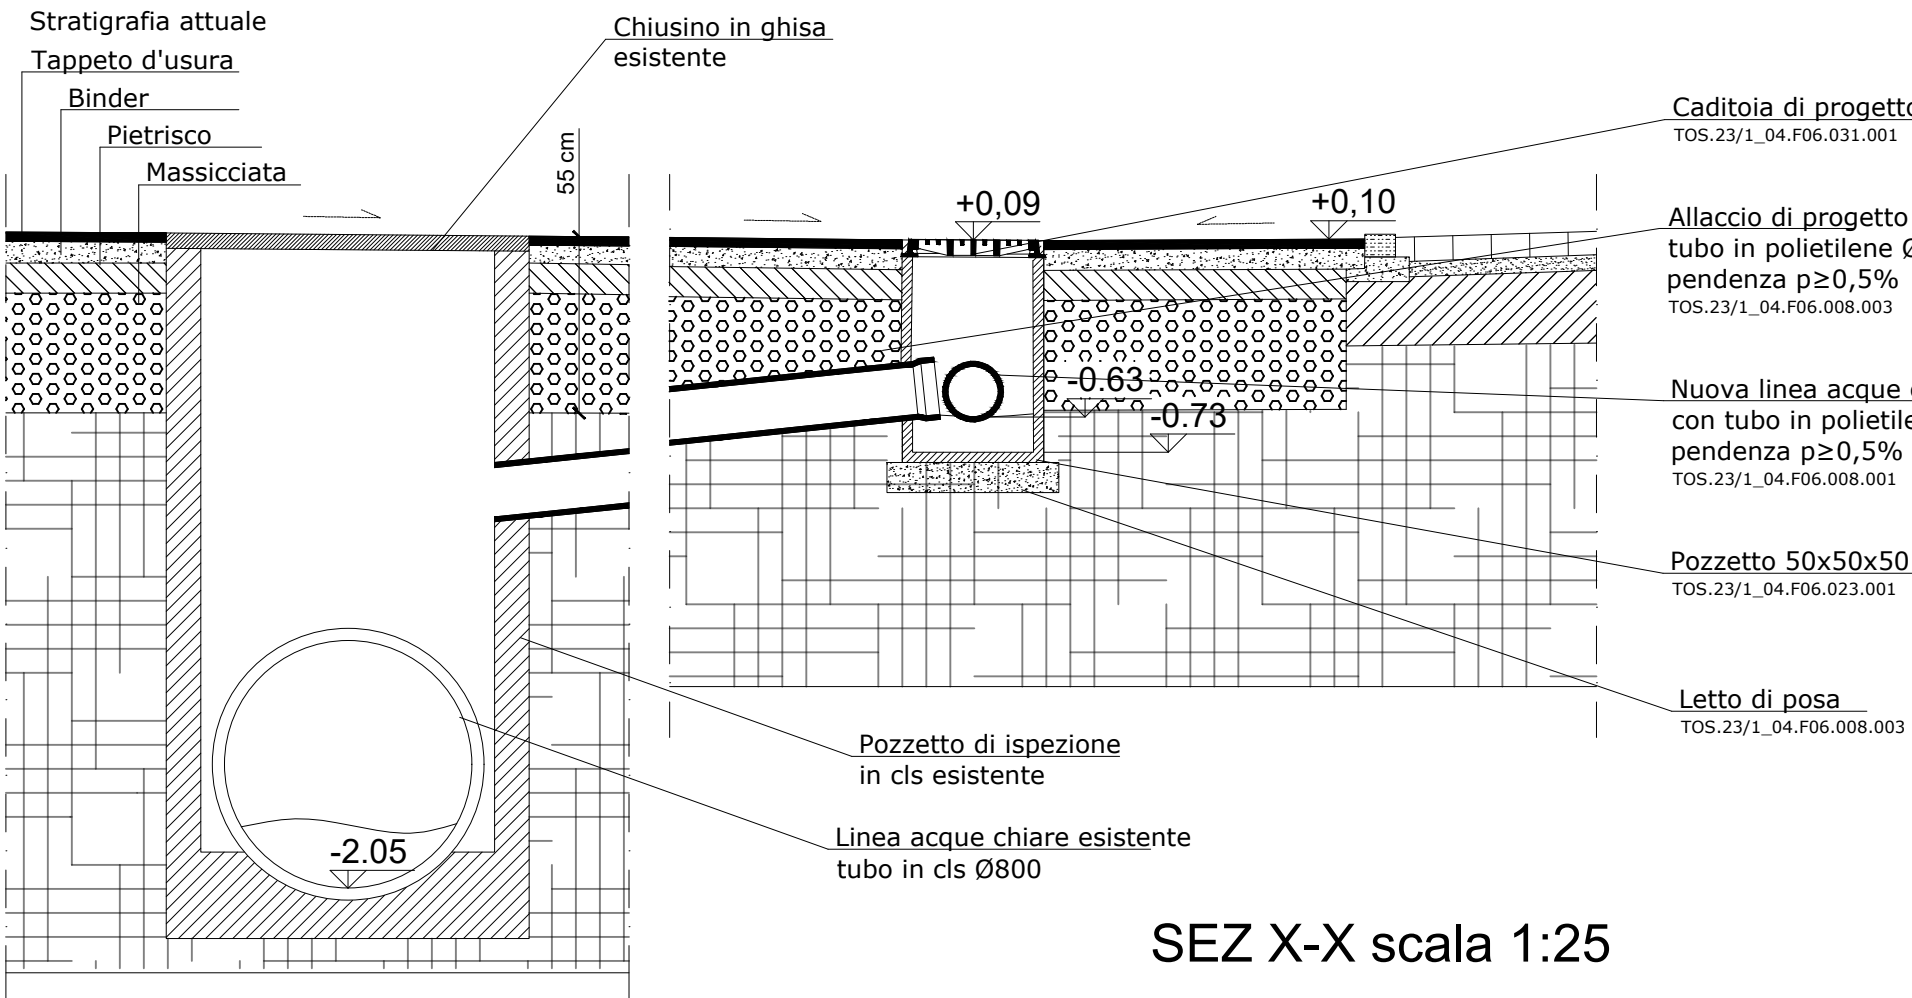 Stratigrafia attuale
Tappeto d'usura
Binder
Pietrisco
Massicciata
Chiusino in ghisa
esistente
55 cm
+0,09
+0,10
-0.63
-0.73
-2.05
Caditoia di progetto
TOS.23/1_04.F06.031.001
Allaccio di progetto
tubo in polietilene Ø
pendenza p≥0,5%
TOS.23/1_04.F06.008.003
Nuova linea acque
con tubo in polietile
pendenza p≥0,5%
TOS.23/1_04.F06.008.001
Pozzetto 50x50x50
TOS.23/1_04.F06.023.001
Letto di posa
TOS.23/1_04.F06.008.003
Pozzetto di ispezione
in cls esistente
Linea acque chiare esistente
tubo in cls Ø800
SEZ X-X scala 1:25